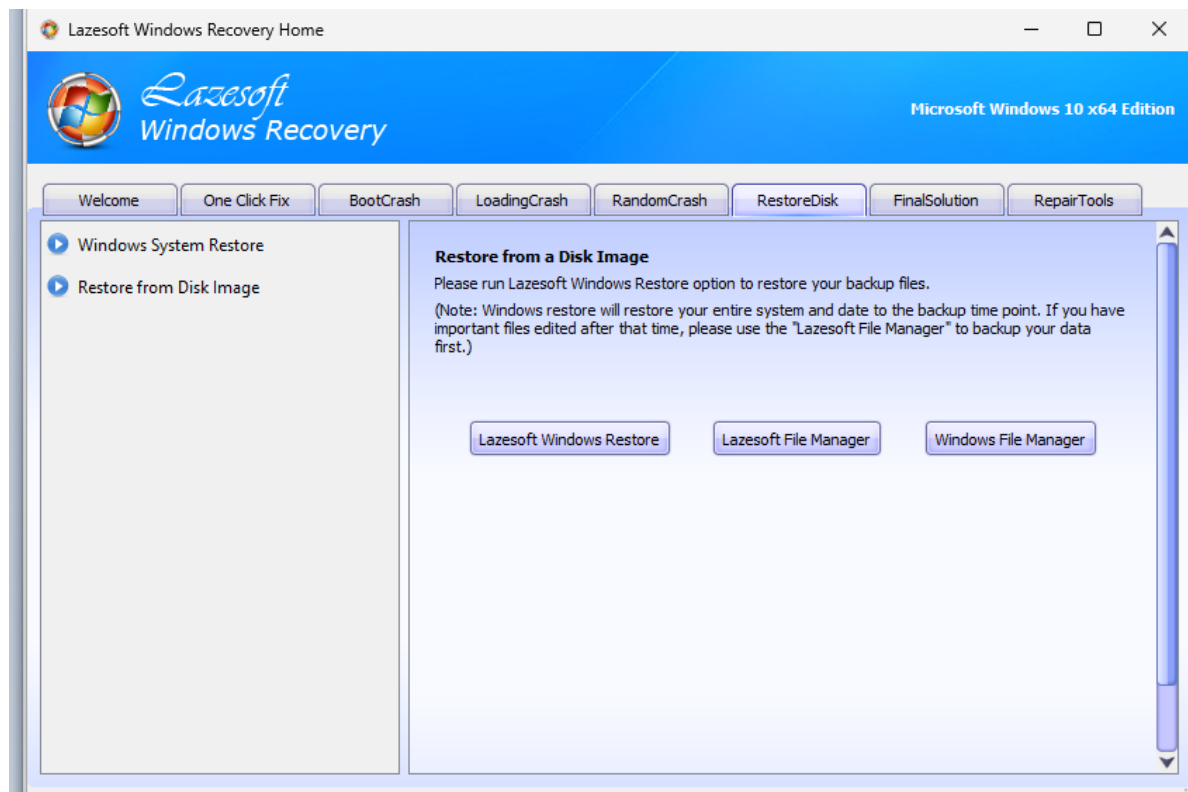 Lazesoft Windows Recovery Home
Lazesoft
Windows Recovery
Microsoft Windows 10 x64 Edition
Welcome
One Click Fix
BootCrash
LoadingCrash
RandomCrash
RestoreDisk
FinalSolution
RepairTools
Windows System Restore
Restore from Disk Image
Restore from a Disk Image
Please run Lazesoft Windows Restore option to restore your backup files.
(Note: Windows restore will restore your entire system and date to the backup time point. If you have
important files edited after that time, please use the "Lazesoft File Manager" to backup your data
first.)
Lazesoft Windows Restore
Lazesoft File Manager
Windows File Manager